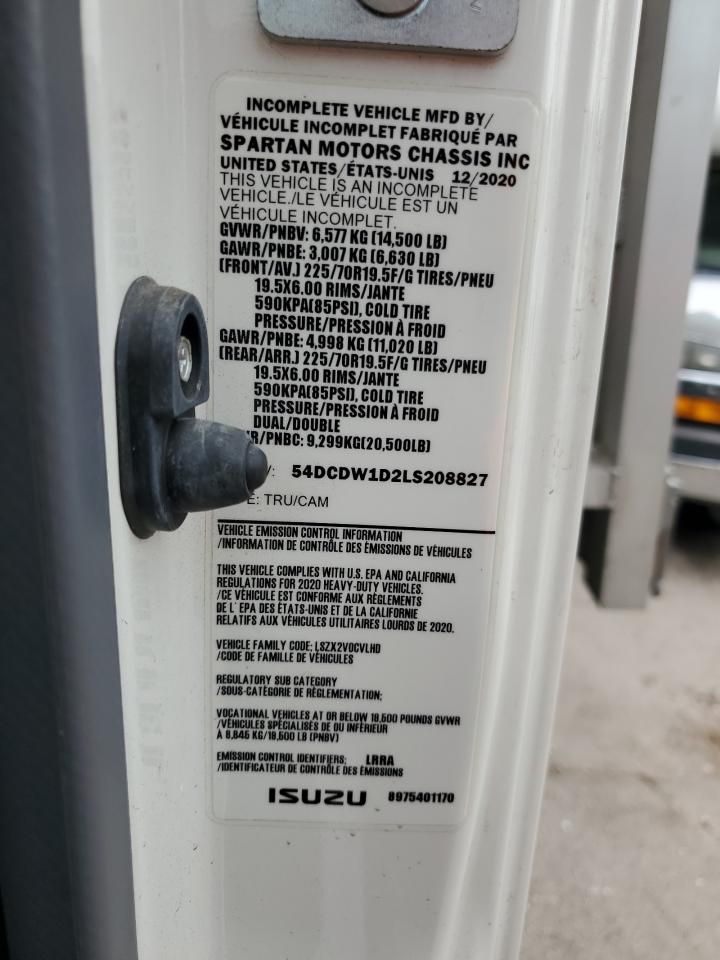 INCOMPLETE VEHICLE MFD BY/
VÉHICULE INCOMPLET FABRIQUÉ PAR
SPARTAN MOTORS CHASSIS INC
UNITED STATES/ÉTATS-UNIS 12/2020
THIS VEHICLE IS AN INCOMPLETE
VEHICLE./LE VÉHICULE EST UN
VÉHICULE INCOMPLET.
GVWR/PNBV: 6,577 KG (14,500 LB)
GAWR/PNBE: 3,007 KG (6,630 LB)
(FRONT/AV.) 225/70R19.5F/G TIRES/PNEU
19.5X6.00 RIMS/JANTE
590KPA(85PSI), COLD TIRE
PRESSURE/PRESSION À FROID
GAWR/PNBE: 4,998 KG (11,020 LB)
(REAR/ARR.) 225/70R19.5F/G TIRES/PNEU
19.5X6.00 RIMS/JANTE
590KPA(85PSI), COLD TIRE
PRESSURE/PRESSION À FROID
DUAL/DOUBLE
R/PNBC: 9,299KG(20,500LB)
54DCDW1D2LS208827
E: TRU/CAM
VEHICLE EMISSION CONTROL INFORMATION
/INFORMATION DE CONTRÔLE DES ÉMISSIONS DE VÉHICULES
THIS VEHICLE COMPLIES WITH U.S. EPA AND CALIFORNIA
REGULATIONS FOR 2020 HEAVY-DUTY VEHICLES.
/CE VÉHICULE EST CONFORME AUX RÈGLEMENTS
DE L' EPA DES ÉTATS-UNIS ET DE LA CALIFORNIE
RELATIFS AUX VÉHICULES UTILITAIRES LOURDS DE 2020.
VEHICLE FAMILY CODE: LSZX2VOCVLHD
/CODE DE FAMILLE DE VÉHICULES
REGULATORY SUB CATEGORY
/SOUS-CATÉGORIE DE RÉGLEMENTATION:
VOCATIONAL VEHICLES AT OR BELOW 19,500 POUNDS GVWR
/VÉHICULES SPÉCIALISÉS DE OU INFÉRIEUR
À 8,845 KG/19,500 LB (PNBV)
EMISSION CONTROL IDENTIFIERS: LRRA
/IDENTIFICATEUR DE CONTRÔLE DES ÉMISSIONS
ISUZU 8975401170